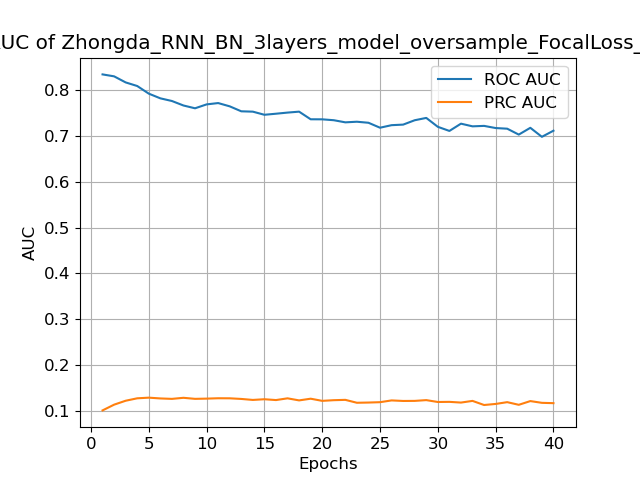 UC of Zhongda_RNN_BN_3layers_model_oversample_FocalLoss_
ROC AUC
PRC AUC
0.8
0.7
0.6
0.5
0.4
0.3
0.2
0.1
AUC
0 5 10 15 20 25 30 35 40
Epochs